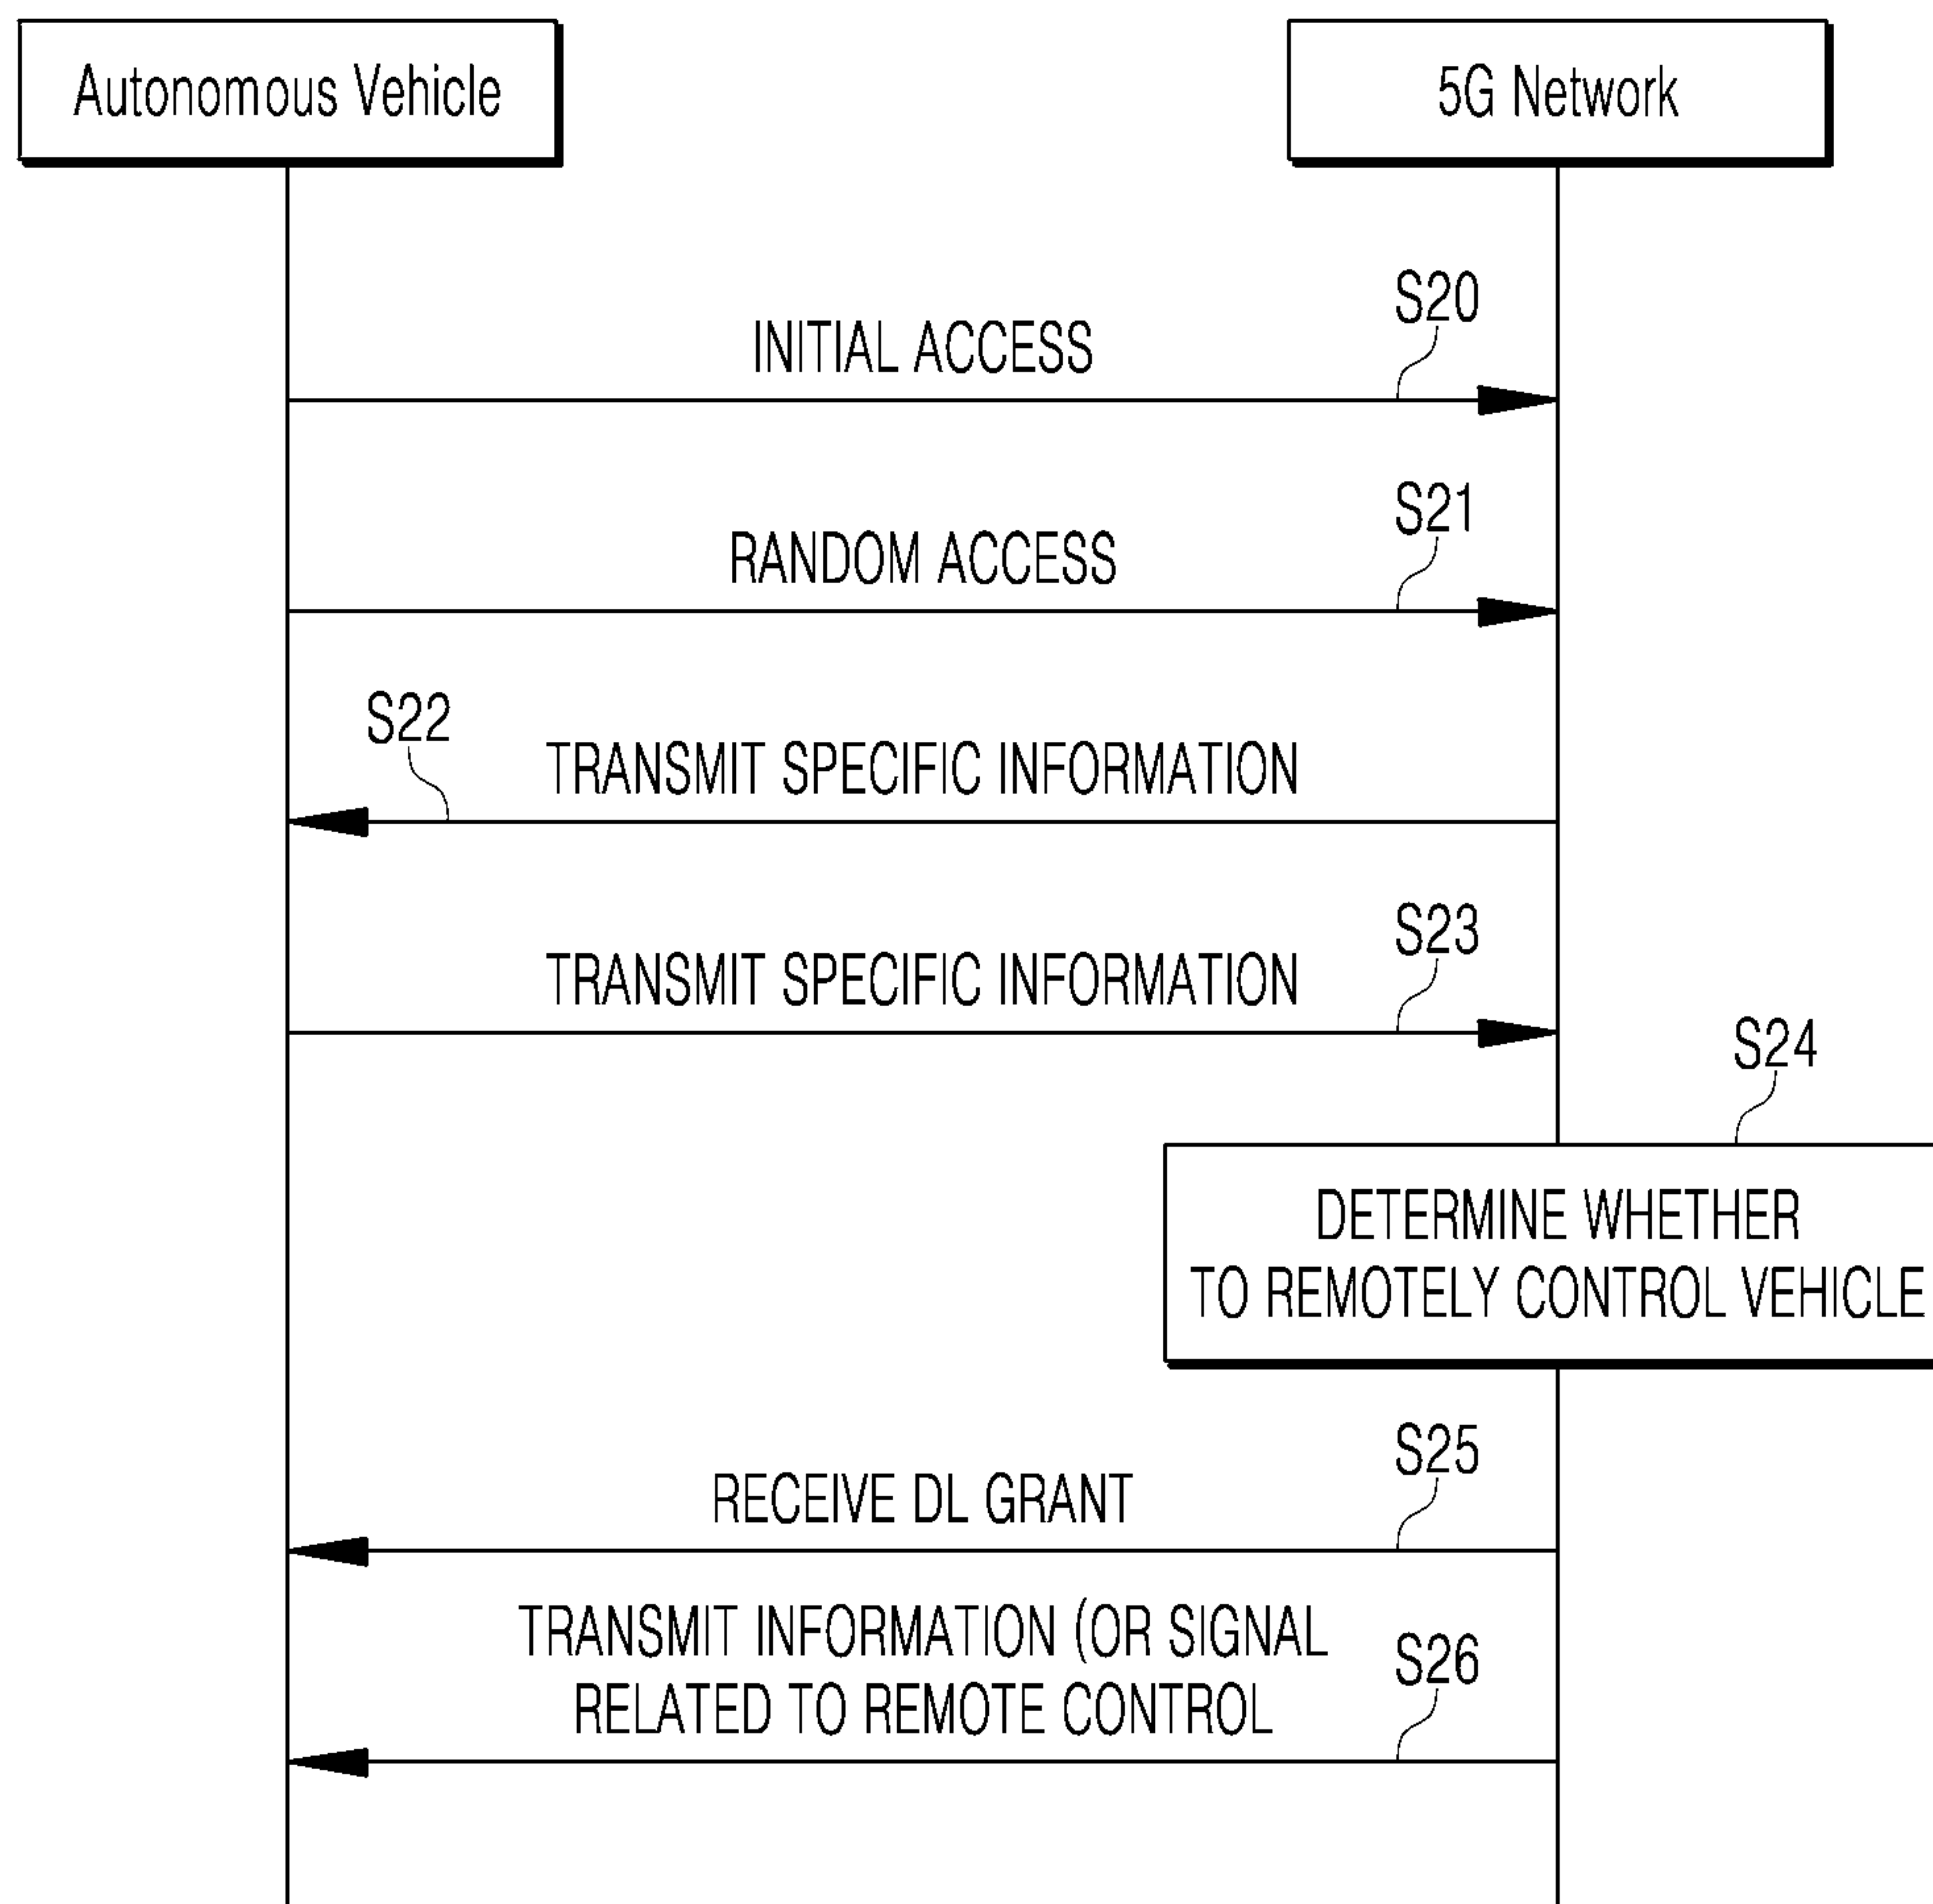 Autonomous Vehicle
5G Network
S20
INITIAL ACCESS
S21
RANDOM ACCESS
S22
TRANSMIT SPECIFIC INFORMATION
S23
TRANSMIT SPECIFIC INFORMATION
S24
DETERMINE WHETHER
TO REMOTELY CONTROL VEHICLE
S25
RECEIVE DL GRANT
TRANSMIT INFORMATION (OR SIGNAL
S26
RELATED TO REMOTE CONTROL